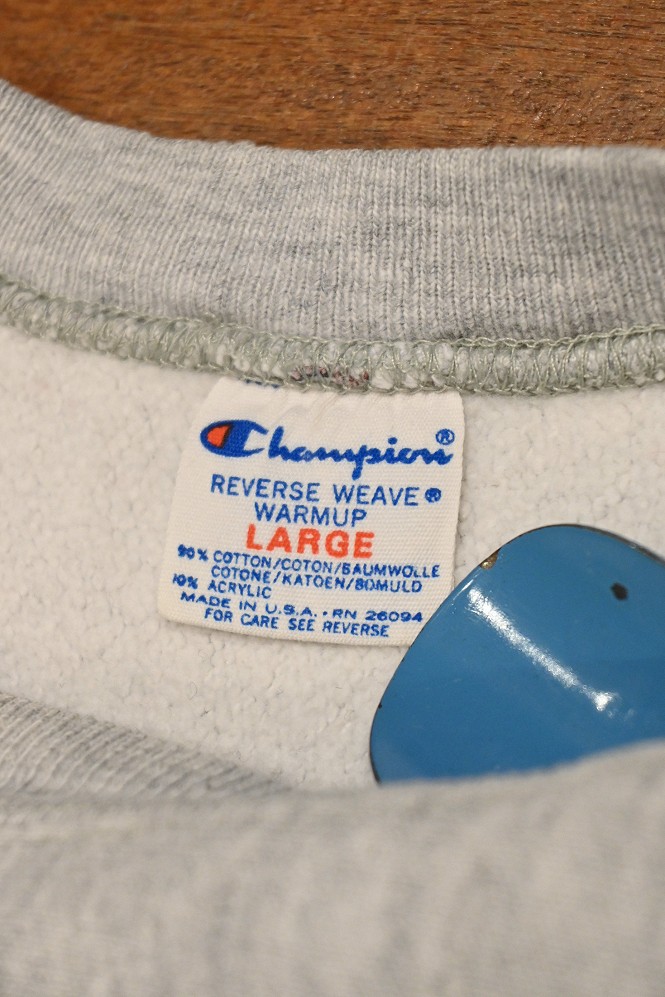 Champion®
REVERSE WEAVE®
WARMUP
LARGE
90% COTTON/COTON/BAUMWOLLE
COTONE/KATOEN/BOMULD
10% ACRYLIC
MADE IN U.S.A. · RN 26094
FOR CARE SEE REVERSE